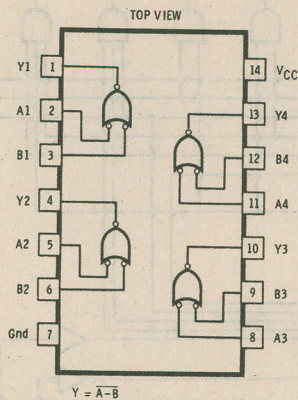 TOP VIEW
Y1 1
14 VCC
A1 2
13 Y4
B1 3
12 B4
Y2 4
11 A4
A2 5
10 Y3
B2 6
9 B3
Gnd 7
8 A3
Y = A̅-̅B̅